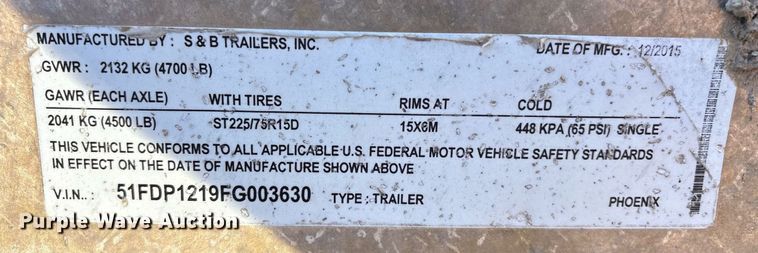 MANUFACTURED BY : S & B TRAILERS, INC. DATE OF MFG. : 12/2015
GVWR : 2132 KG (4700 LB)
GAWR (EACH AXLE) WITH TIRES RIMS AT COLD
2041 KG (4500 LB) ST225/75R15D 15X6M 448 KPA (65 PSI) SINGLE
THIS VEHICLE CONFORMS TO ALL APPLICABLE U.S. FEDERAL MOTOR VEHICLE SAFETY STANDARDS
IN EFFECT ON THE DATE OF MANUFACTURE SHOWN ABOVE
V.I.N.. : 51FDP1219FG003630 TYPE : TRAILER PHOENIX
Purple Wave Auction